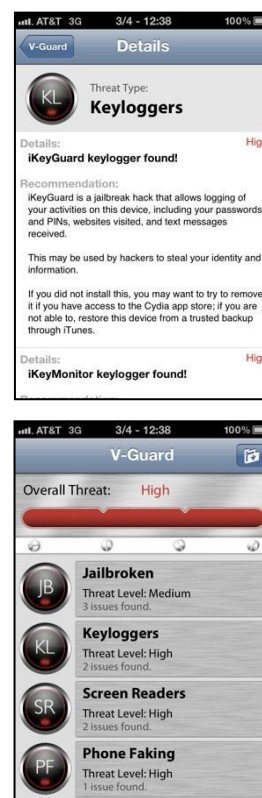 AT&T 3G 3/4 - 12:38 100%
V-Guard Details
KL
Threat Type:
Keyloggers
Details: Hig
iKeyGuard keylogger found!
Recommendation:
iKeyGuard is a jailbreak hack that allows logging of
your activities on this device, including your passwords
and PINs, websites visited, and text messages
received.
This may be used by hackers to steal your identity and
information.
If you did not install this, you may want to try to remove
it if you have access to the Cydia app store; if you are
not able to, restore this device from a trusted backup
through iTunes.
Details: Hig
iKeyMonitor keylogger found!
AT&T 3G 3/4 - 12:38 100%
V-Guard
Overall Threat: High
JB
Jailbroken
Threat Level: Medium
3 issues found.
KL
Keyloggers
Threat Level: High
2 issues found.
SR
Screen Readers
Threat Level: High
2 issues found.
PF
Phone Faking
Threat Level: High
1 issue found.